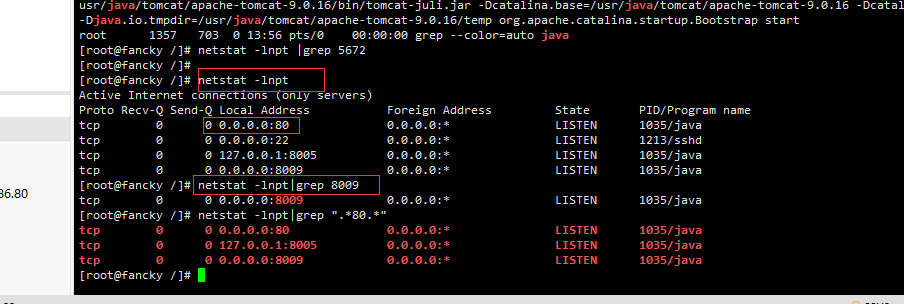 usr/java/tomcat/apache-tomcat-9.0.16/bin/tomcat-juli.jar -Dcatalina.base=/usr/java/tomcat/apache-tomcat-9.0.16 -Dcatal
-Djava.io.tmpdir=/usr/java/tomcat/apache-tomcat-9.0.16/temp org.apache.catalina.startup.Bootstrap start
root 1357 703 0 13:56 pts/0 00:00:00 grep --color=auto java
[root@fancky /]# netstat -lnpt |grep 5672
[root@fancky /]#
[root@fancky /]# netstat -lnpt
Active Internet connections (only servers)
Proto Recv-Q Send-Q Local Address Foreign Address State PID/Program name
tcp 0 0 0.0.0.0:80 0.0.0.0:* LISTEN 1035/java
tcp 0 0 0.0.0.0:22 0.0.0.0:* LISTEN 1213/sshd
tcp 0 0 127.0.0.1:8005 0.0.0.0:* LISTEN 1035/java
tcp 0 0 0.0.0.0:8009 0.0.0.0:* LISTEN 1035/java
[root@fancky /]# netstat -lnpt|grep 8009
tcp 0 0 0.0.0.0:8009 0.0.0.0:* LISTEN 1035/java
[root@fancky /]# netstat -lnpt|grep ".*80.*"
tcp 0 0 0.0.0.0:80 0.0.0.0:* LISTEN 1035/java
tcp 0 0 127.0.0.1:8005 0.0.0.0:* LISTEN 1035/java
tcp 0 0 0.0.0.0:8009 0.0.0.0:* LISTEN 1035/java
[root@fancky /]#
36.80